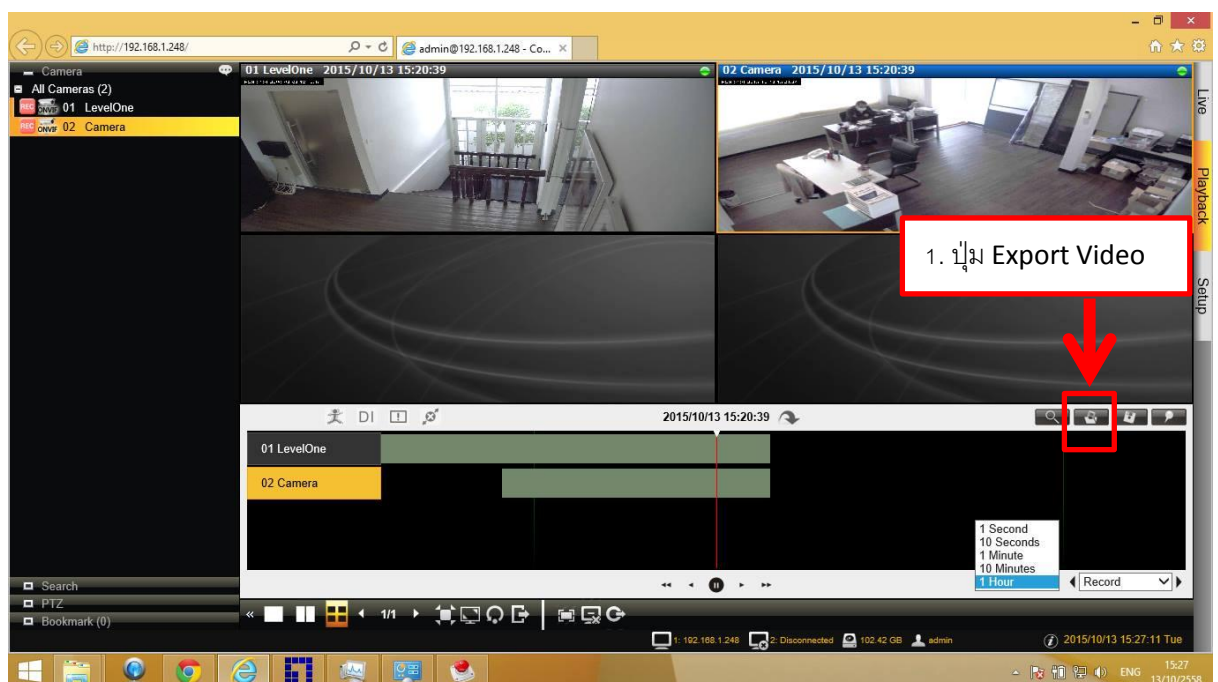 http://192.168.1.248/
admin@192.168.1.248 - Co...
Camera
All Cameras (2)
REC ONVIF 01 LevelOne
REC ONVIF 02 Camera
01 LevelOne 2015/10/13 15:20:39
02 Camera 2015/10/13 15:20:39
Live
Playback
Setup
1. ปุ่ม Export Video
DI
2015/10/13 15:20:39
01 LevelOne
02 Camera
1 Second
10 Seconds
1 Minute
10 Minutes
1 Hour
Record
Search
PTZ
Bookmark (0)
« 1/1
1: 192.168.1.248 2: Disconnected 102.42 GB admin
2015/10/13 15:27:11 Tue
ENG
15:27
13/10/2558